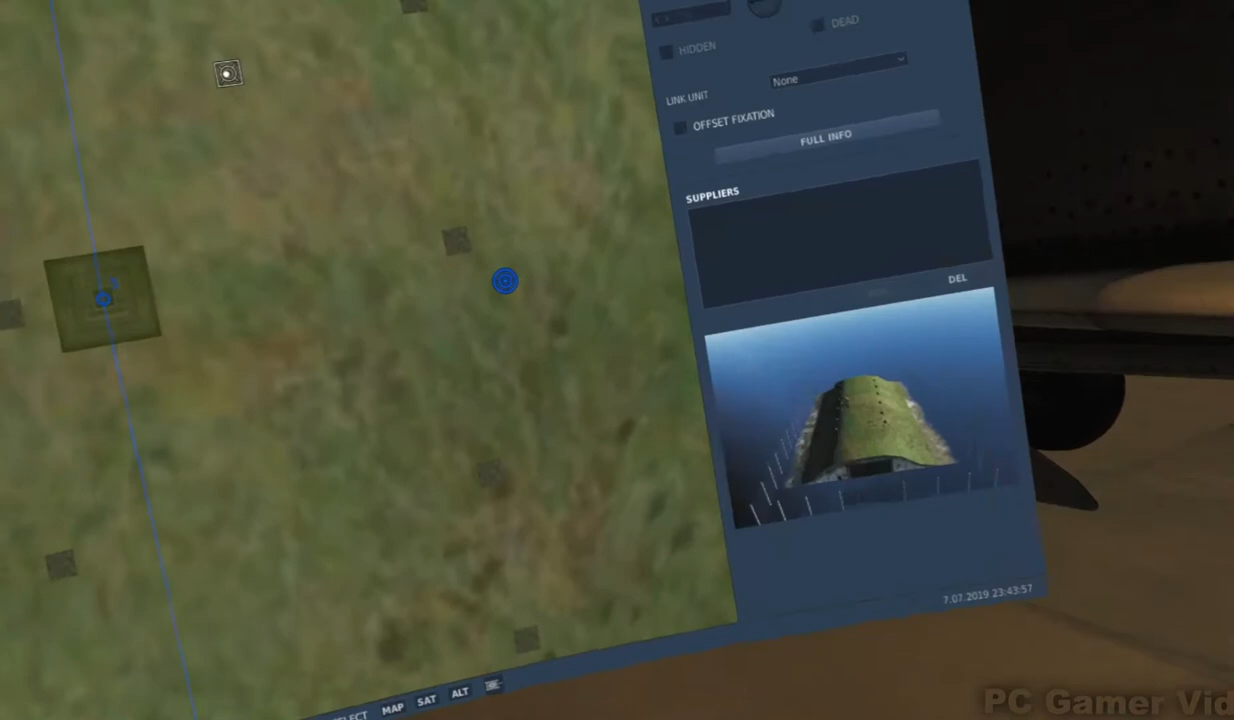 DEAD
HIDDEN
None
LINK UNIT
OFFSET FIXATION
FULL INFO
SUPPLIERS
DEL
7.07.2019 23:43:57
MAP SAT ALT
PC Gamer Vid